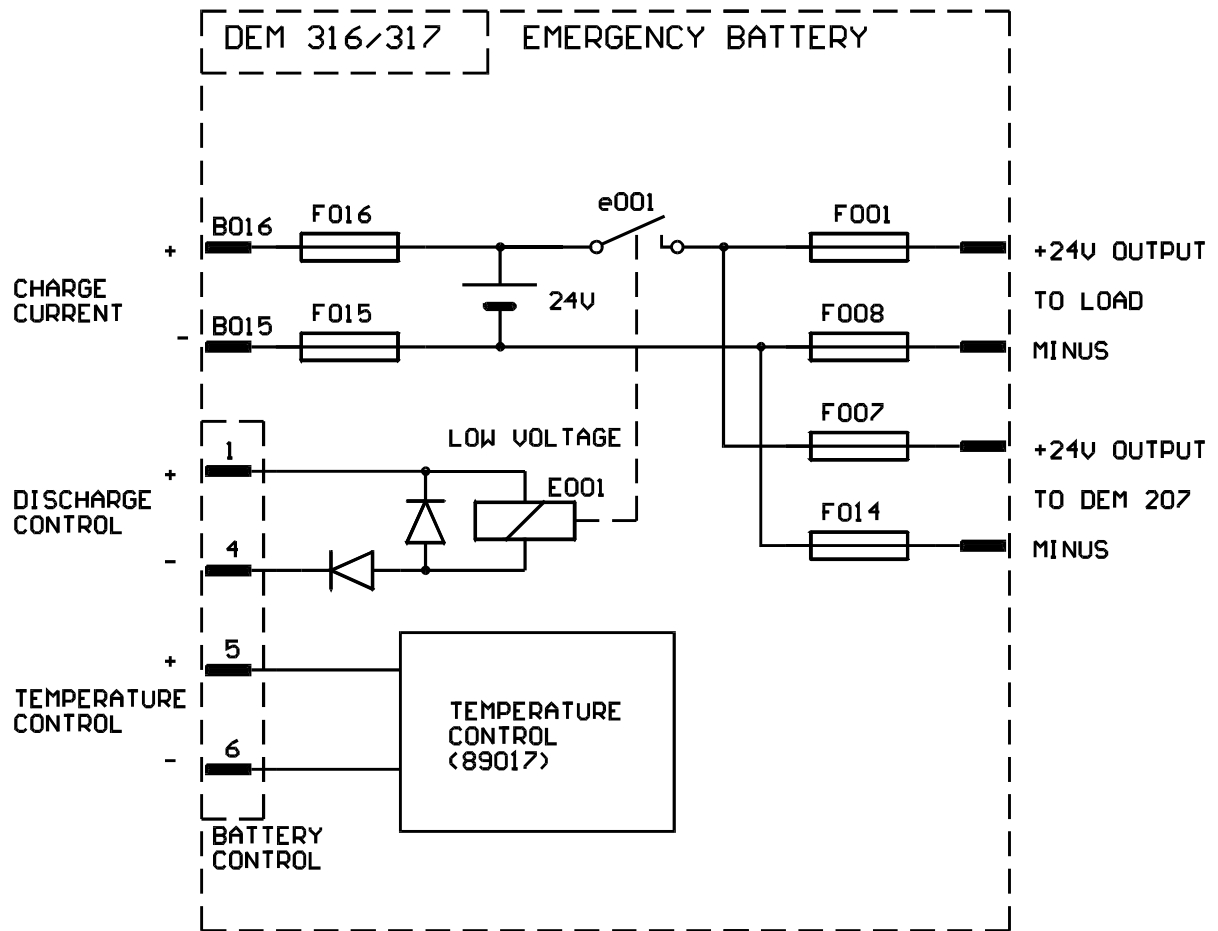 DEM 316/317
EMERGENCY BATTERY
e001
B016
F016
F001
+
+24V OUTPUT
CHARGE
CURRENT
24V
TO LOAD
B015
F015
F008
-
MINUS
F007
LOW VOLTAGE
1
+
E001
+24V OUTPUT
DISCHARGE
CONTROL
TO DEM 207
F014
4
-
MINUS
5
+
TEMPERATURE
CONTROL
TEMPERATURE
CONTROL
(89017)
6
-
BATTERY
CONTROL